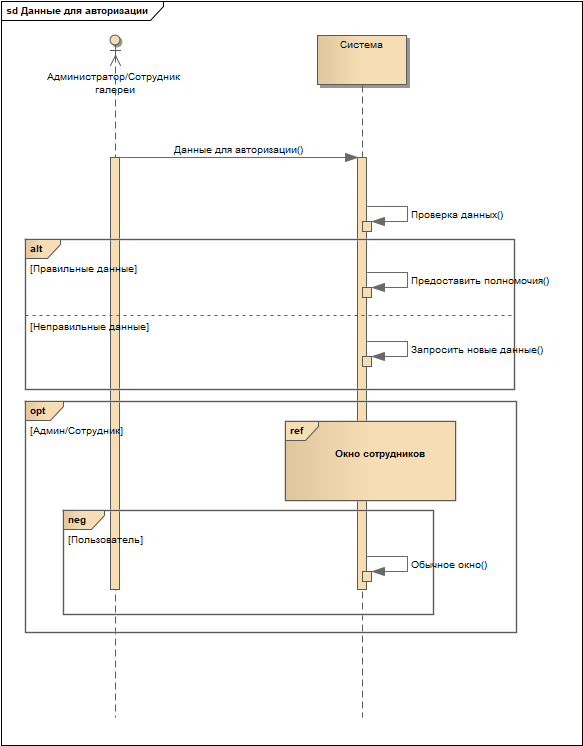 sd Данные для авторизации
Система
Администратор/Сотрудник
галереи
Данные для авторизации()
Проверка данных()
alt
[Правильные данные]
Предоставить полномочия()
[Неправильные данные]
Запросить новые данные()
opt
[Админ/Сотрудник]
ref
Окно сотрудников
neg
[Пользователь]
Обычное окно()